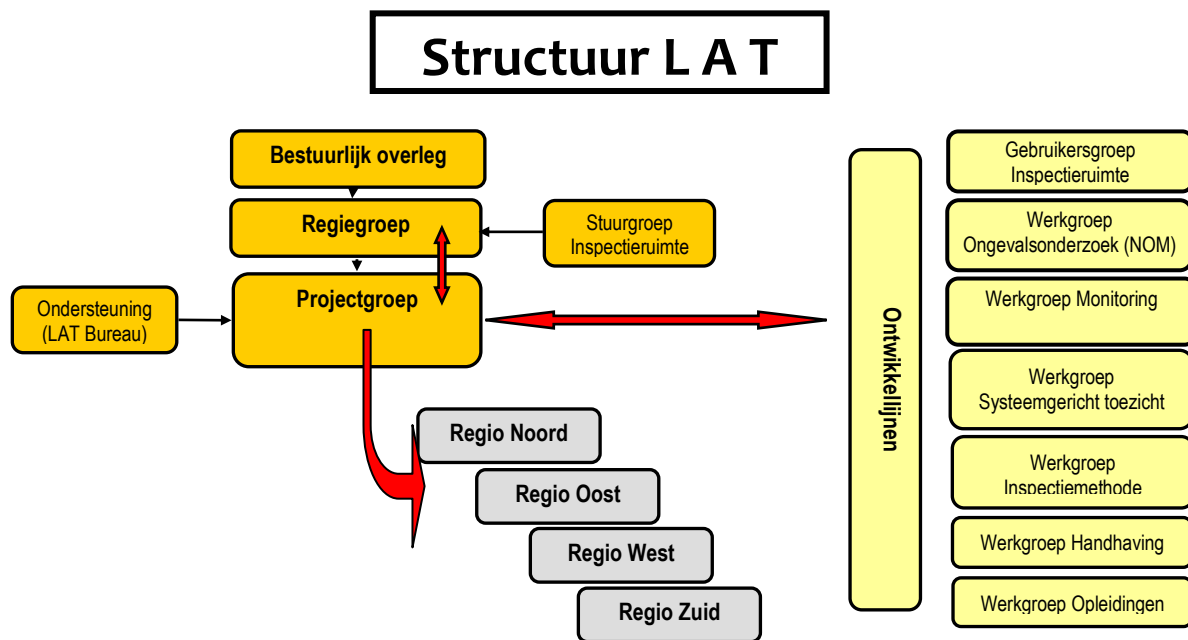 Structuur L A T
Bestuurlijk overleg
Regiegroep
Stuurgroep
Inspectieruimte
Projectgroep
Ondersteuning
(LAT Bureau)
Regio Noord
Regio Oost
Regio West
Regio Zuid
Ontwikkellijnen
Gebruikersgroep
Inspectieruimte
Werkgroep
Ongevalsonderzoek (NOM)
Werkgroep Monitoring
Werkgroep
Systeemgericht toezicht
Werkgroep
Inspectiemethode
Werkgroep Handhaving
Werkgroep Opleidingen